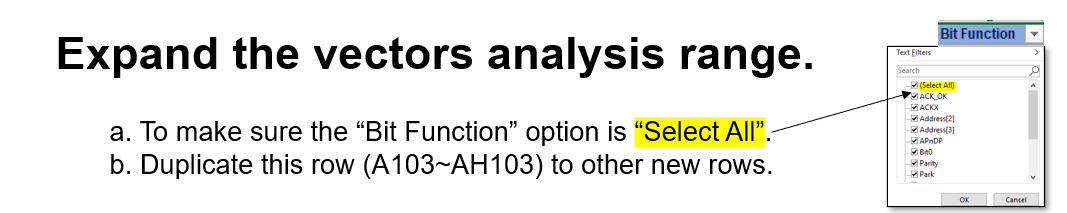 Bit Function
Expand the vectors analysis range.
Text Filters
Search
(Select All)
ACK_OK
ACKX
Address[2]
Address[3]
APnDP
Bit0
Parity
Park
OK Cancel
a. To make sure the “Bit Function” option is “Select All”.
b. Duplicate this row (A103~AH103) to other new rows.